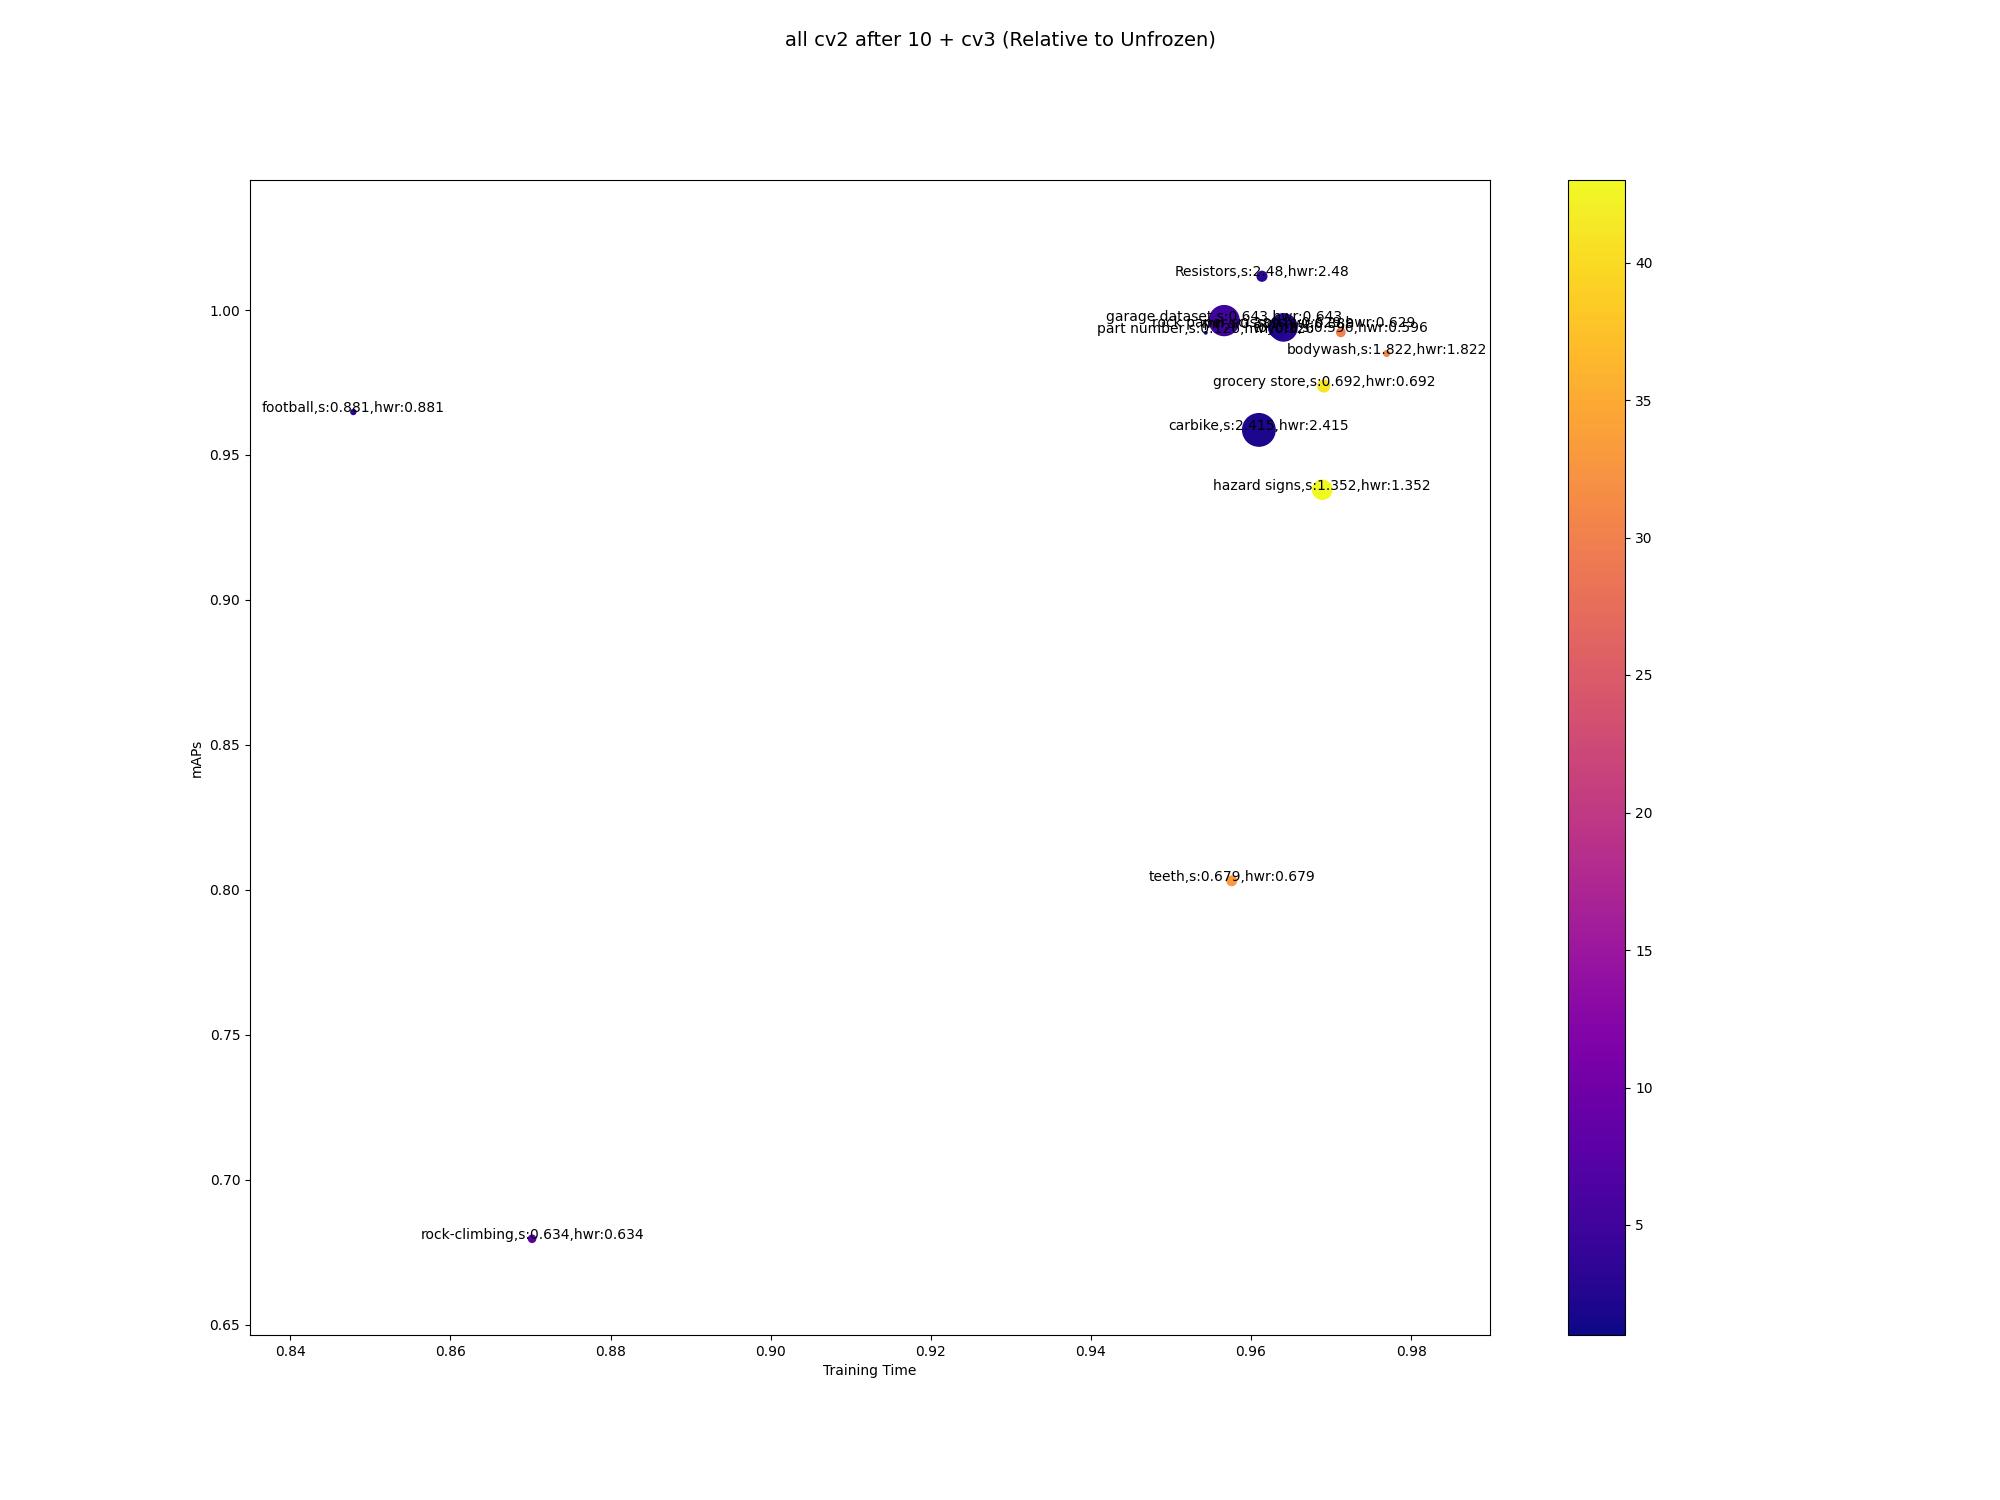 all cv2 after 10 + cv3 (Relative to Unfrozen)
Resistors,s:2.48,hwr:2.48
garage dataset,s:0.643,hwr:0.643
rock paper
hwr:0.629
part number
bodywash,s:1.822,hwr:1.822
grocery store,s:0.692,hwr:0.692
football,s:0.881,hwr:0.881
carbike,s:2.415,hwr:2.415
hazard signs,s:1.352,hwr:1.352
teeth,s:0.679,hwr:0.679
rock-climbing,s:0.634,hwr:0.634
1.00
0.95
0.90
0.85
0.80
0.75
0.70
0.65
mAPs
0.84 0.86 0.88 0.90 0.92 0.94 0.96 0.98
Training Time
40
35
30
25
20
15
10
5